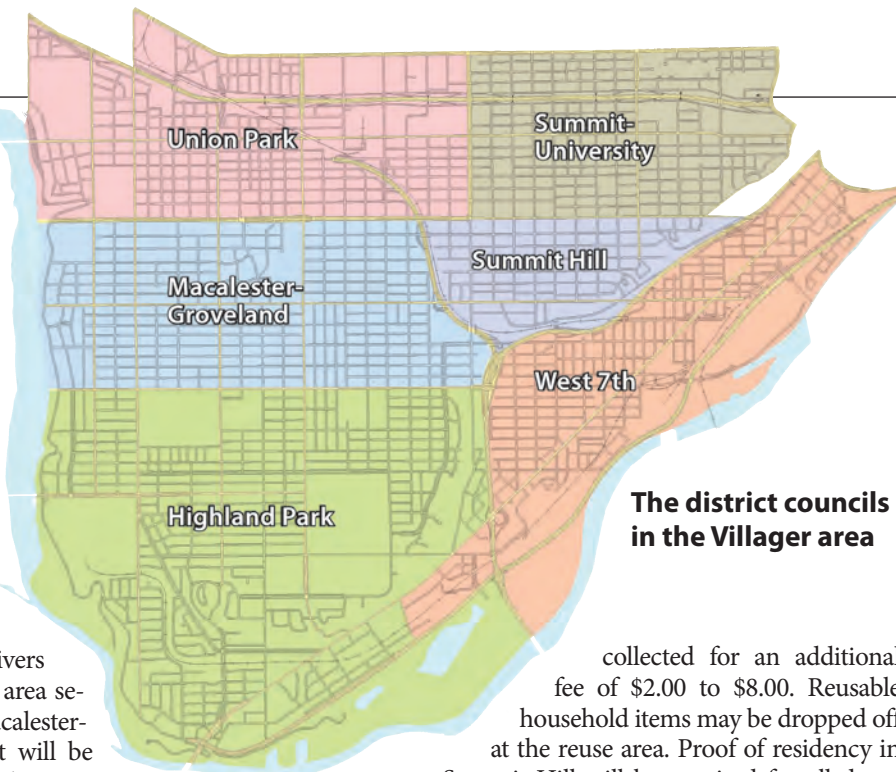 Union Park
Summit-
University
Summit Hill
Macalester-
Groveland
West 7th
Highland Park
The district councils
in the Villager area
ivers
area se-
acalester-
t will be
collected for an additional
fee of $2.00 to $8.00. Reusable
household items may be dropped off
at the reuse area. Proof of residency in